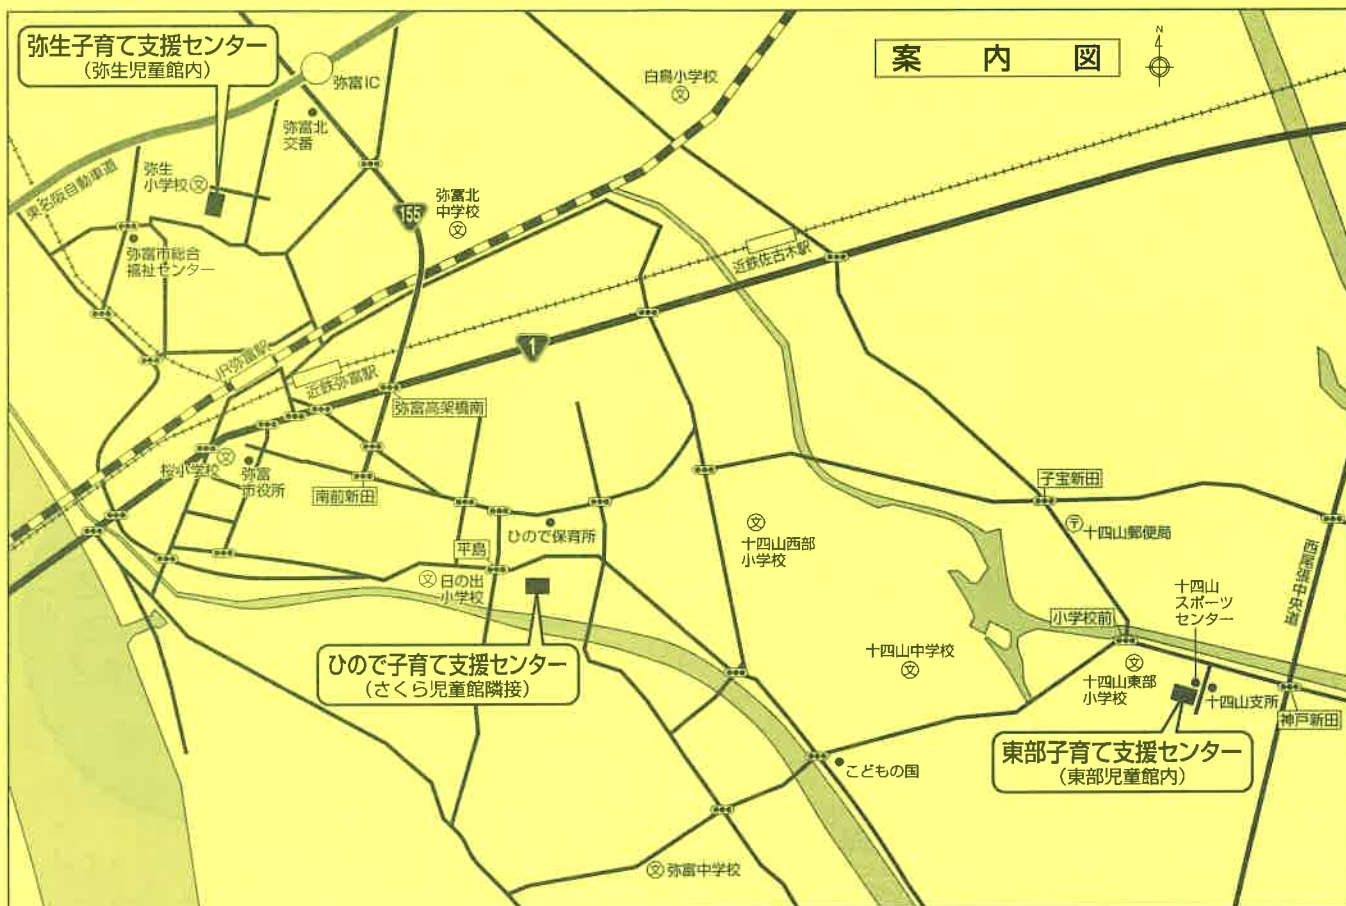 案内図
N
弥生子育て支援センター
(弥生児童館内)
弥富IC
白鳥小学校
弥富北
交番
東名阪自動車道
弥生
小学校
155
弥富北
中学校
弥富市総合
福祉センター
近鉄佐古木駅
1
JR弥富駅
近鉄弥富駅
弥富高架橋南
桜小学校
弥富
市役所
南前新田
子宝新田
ひので保育所
十四山西部
小学校
十四山郵便局
西尾張中央道
平島
日の出
小学校
十四山
スポーツ
センター
小学校前
ひので子育て支援センター
(さくら児童館隣接)
十四山中学校
十四山東部
小学校
十四山支所
神戸新田
東部子育て支援センター
(東部児童館内)
こどもの国
弥富中学校